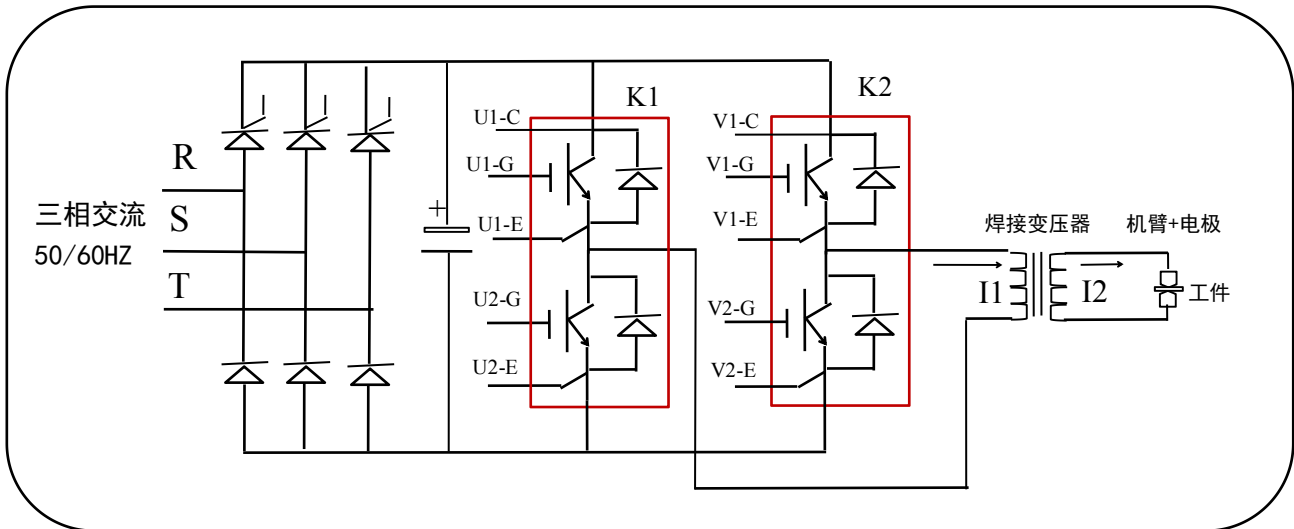 K1
K2
U1-C
V1-C
R
U1-G
V1-G
三相交流
S
U1-E
V1-E
焊接变压器
机臂+电极
50/60HZ
+
T
U2-G
V2-G
I1
I2
工件
U2-E
V2-E